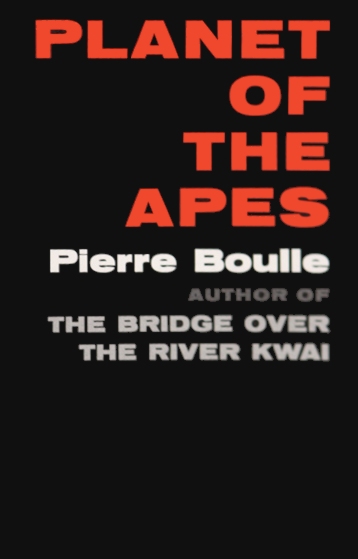 PLANET
OF
THE
APES
Pierre Boulle
AUTHOR OF
THE BRIDGE OVER
THE RIVER KWAI